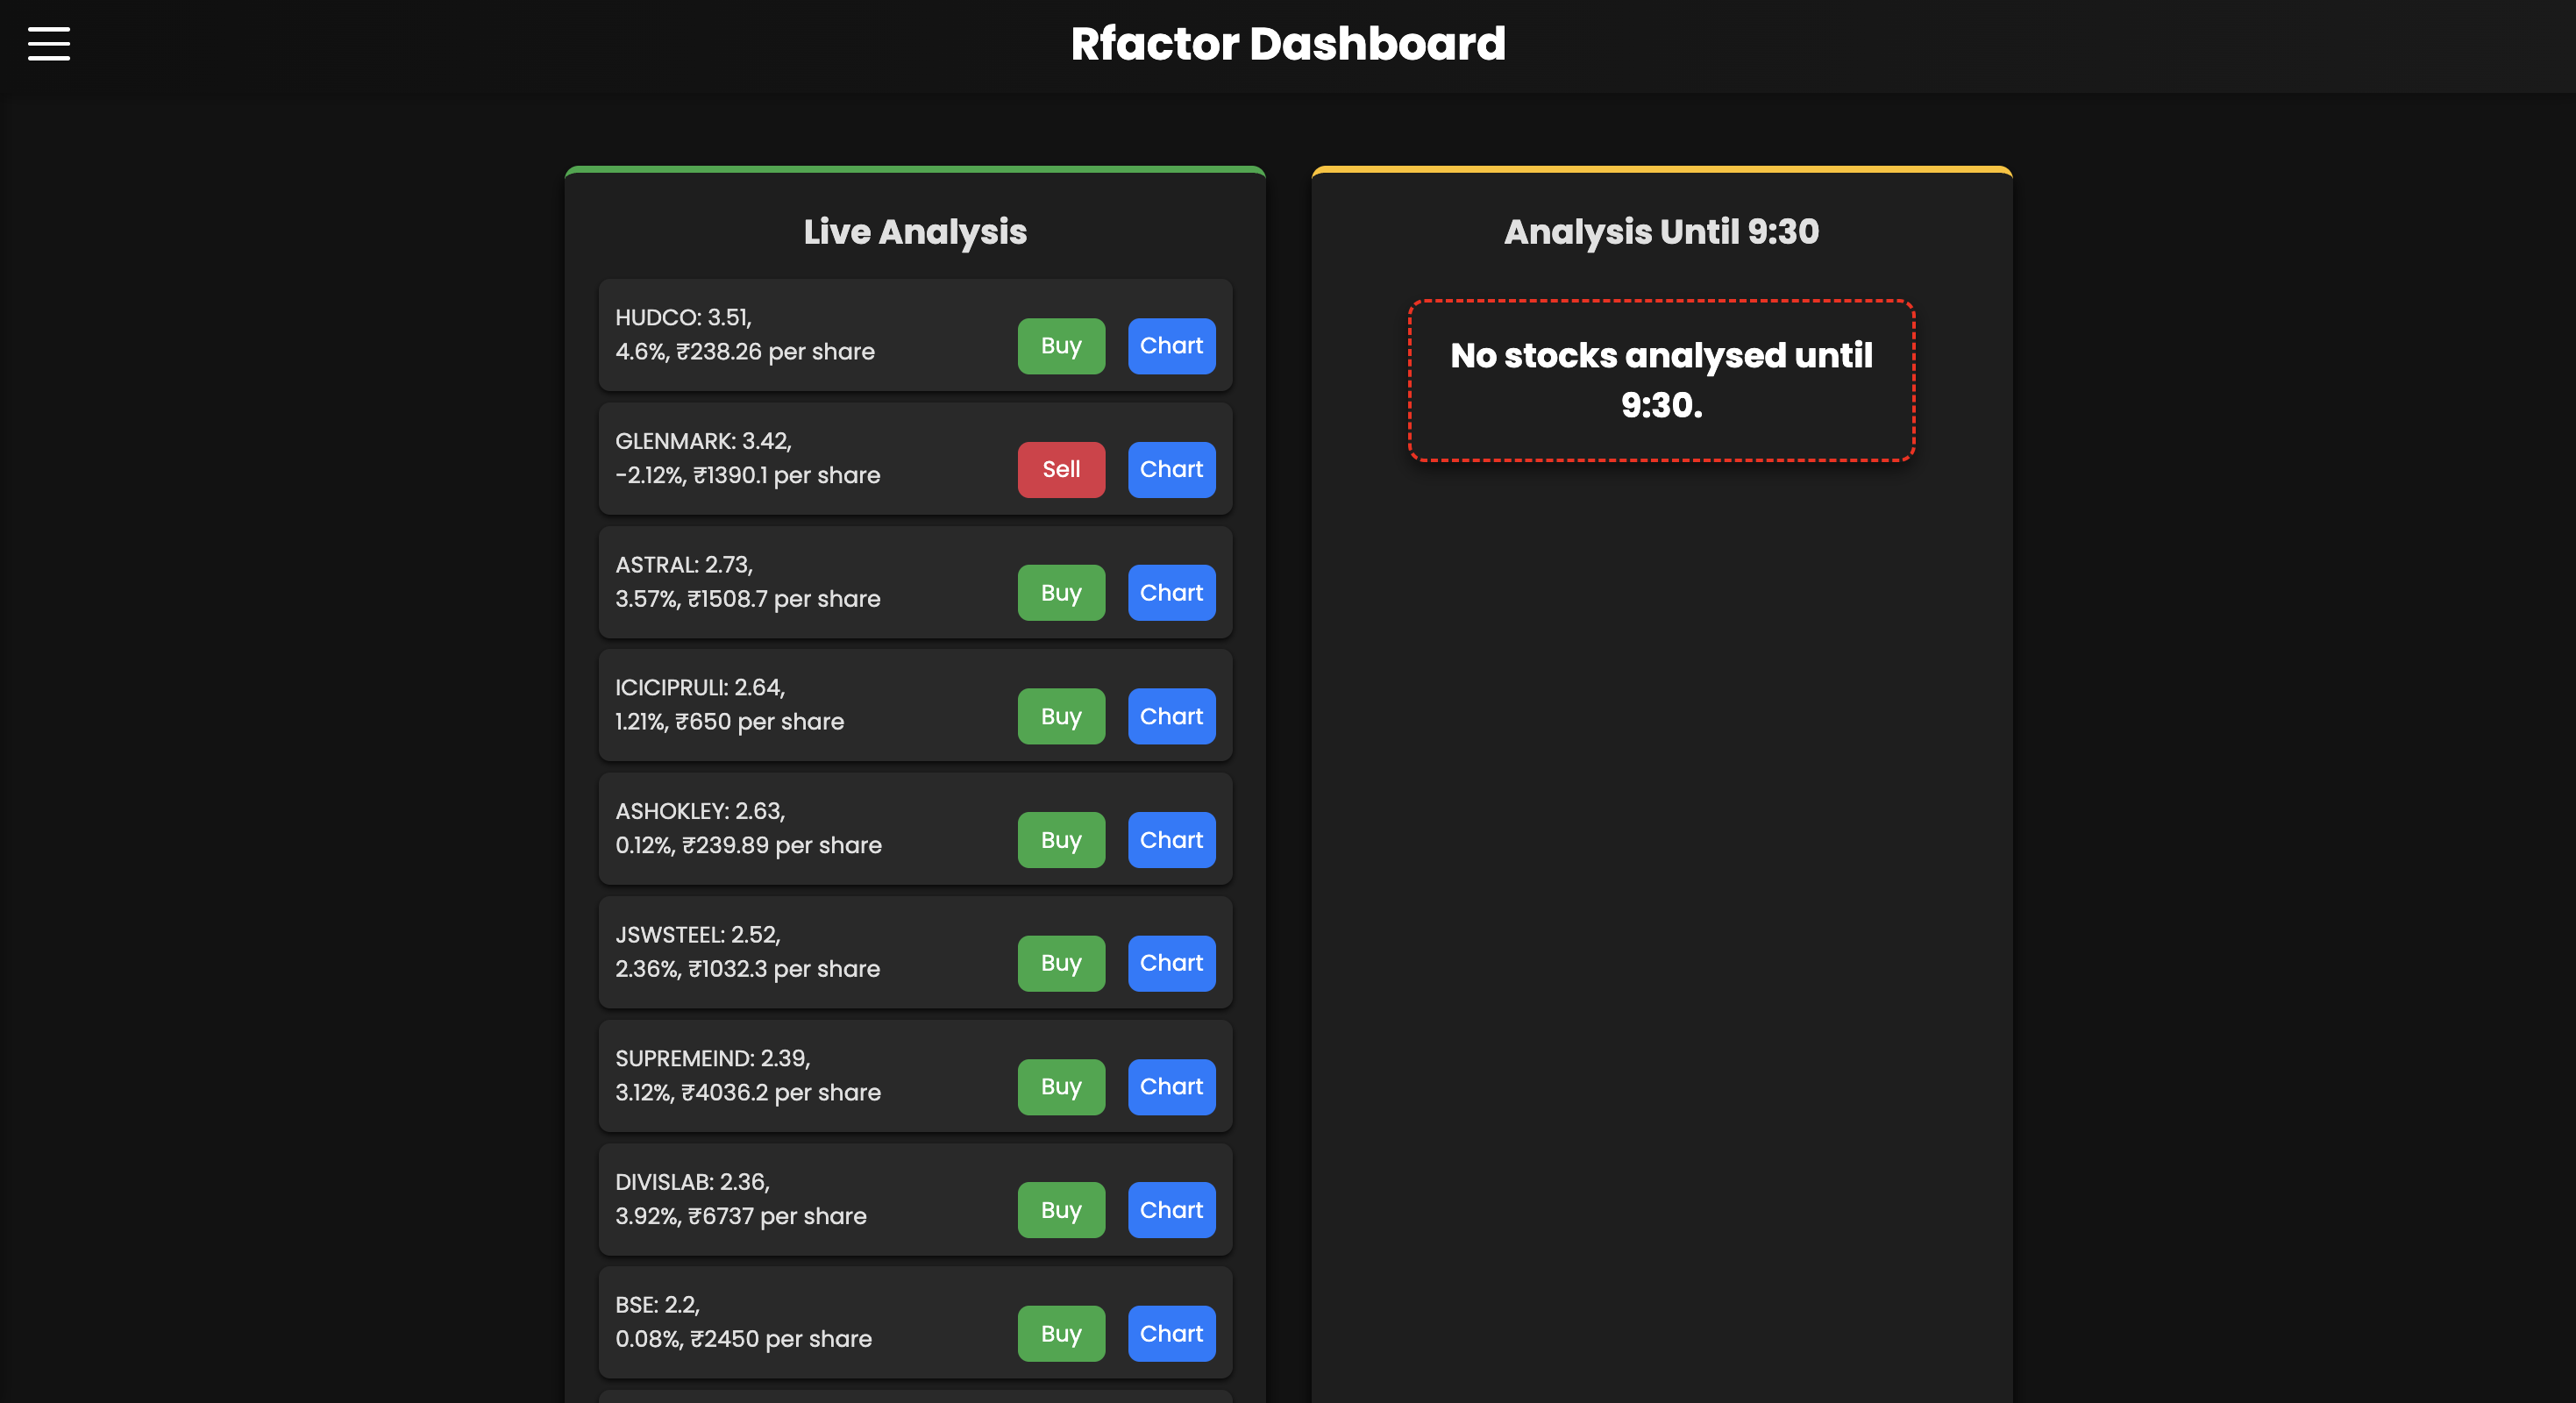 Rfactor Dashboard
Live Analysis
HUDCO: 3.51,
4.6%, ₹238.26 per share
Buy
Chart
GLENMARK: 3.42,
-2.12%, ₹1390.1 per share
Sell
Chart
ASTRAL: 2.73,
3.57%, ₹1508.7 per share
Buy
Chart
ICICIPRULI: 2.64,
1.21%, ₹650 per share
Buy
Chart
ASHOKLEY: 2.63,
0.12%, ₹239.89 per share
Buy
Chart
JSWSTEEL: 2.52,
2.36%, ₹1032.3 per share
Buy
Chart
SUPREMEIND: 2.39,
3.12%, ₹4036.2 per share
Buy
Chart
DIVISLAB: 2.36,
3.92%, ₹6737 per share
Buy
Chart
BSE: 2.2,
0.08%, ₹2450 per share
Buy
Chart
Analysis Until 9:30
No stocks analysed until
9:30.